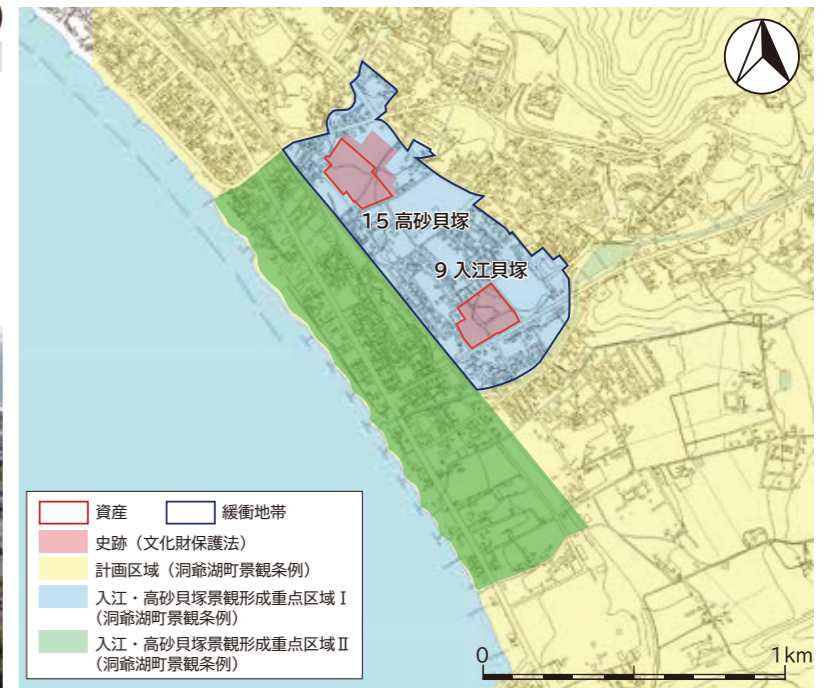 15 高砂貝塚
9 入江貝塚
資産
緩衝地帯
史跡（文化財保護法）
計画区域（洞爺湖町景観条例）
入江・高砂貝塚景観形成重点区域Ⅰ
（洞爺湖町景観条例）
入江・高砂貝塚景観形成重点区域Ⅱ
（洞爺湖町景観条例）
0 1km